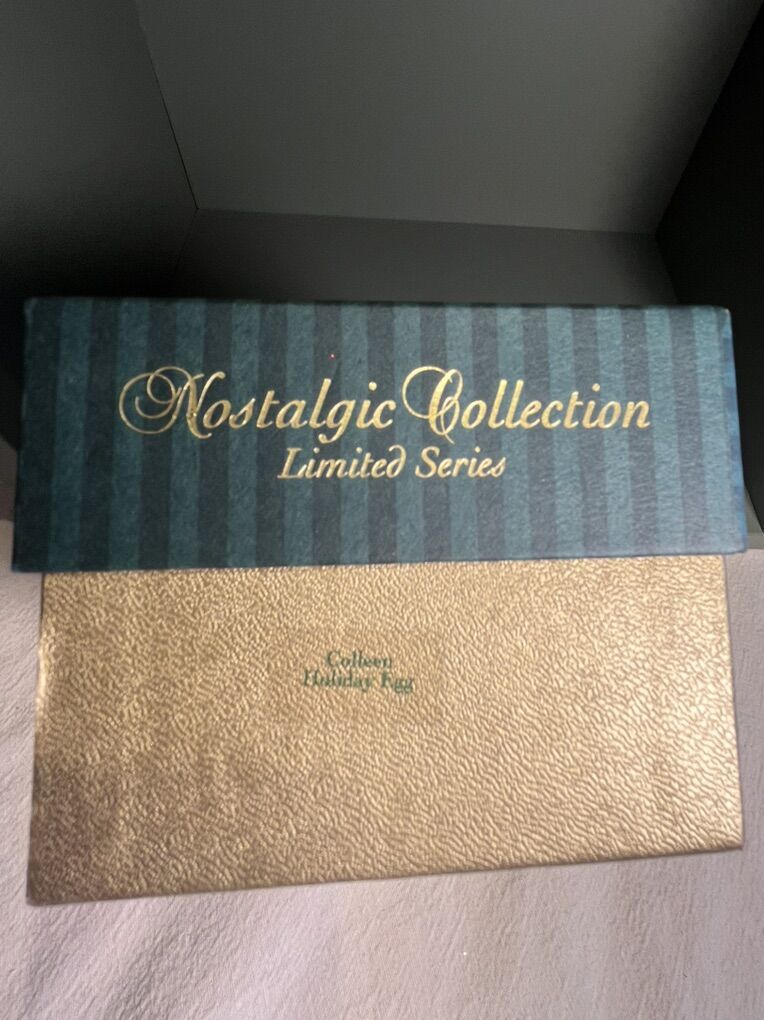 Nostalgic Collection
Limited Series
Colleen
Holiday Egg